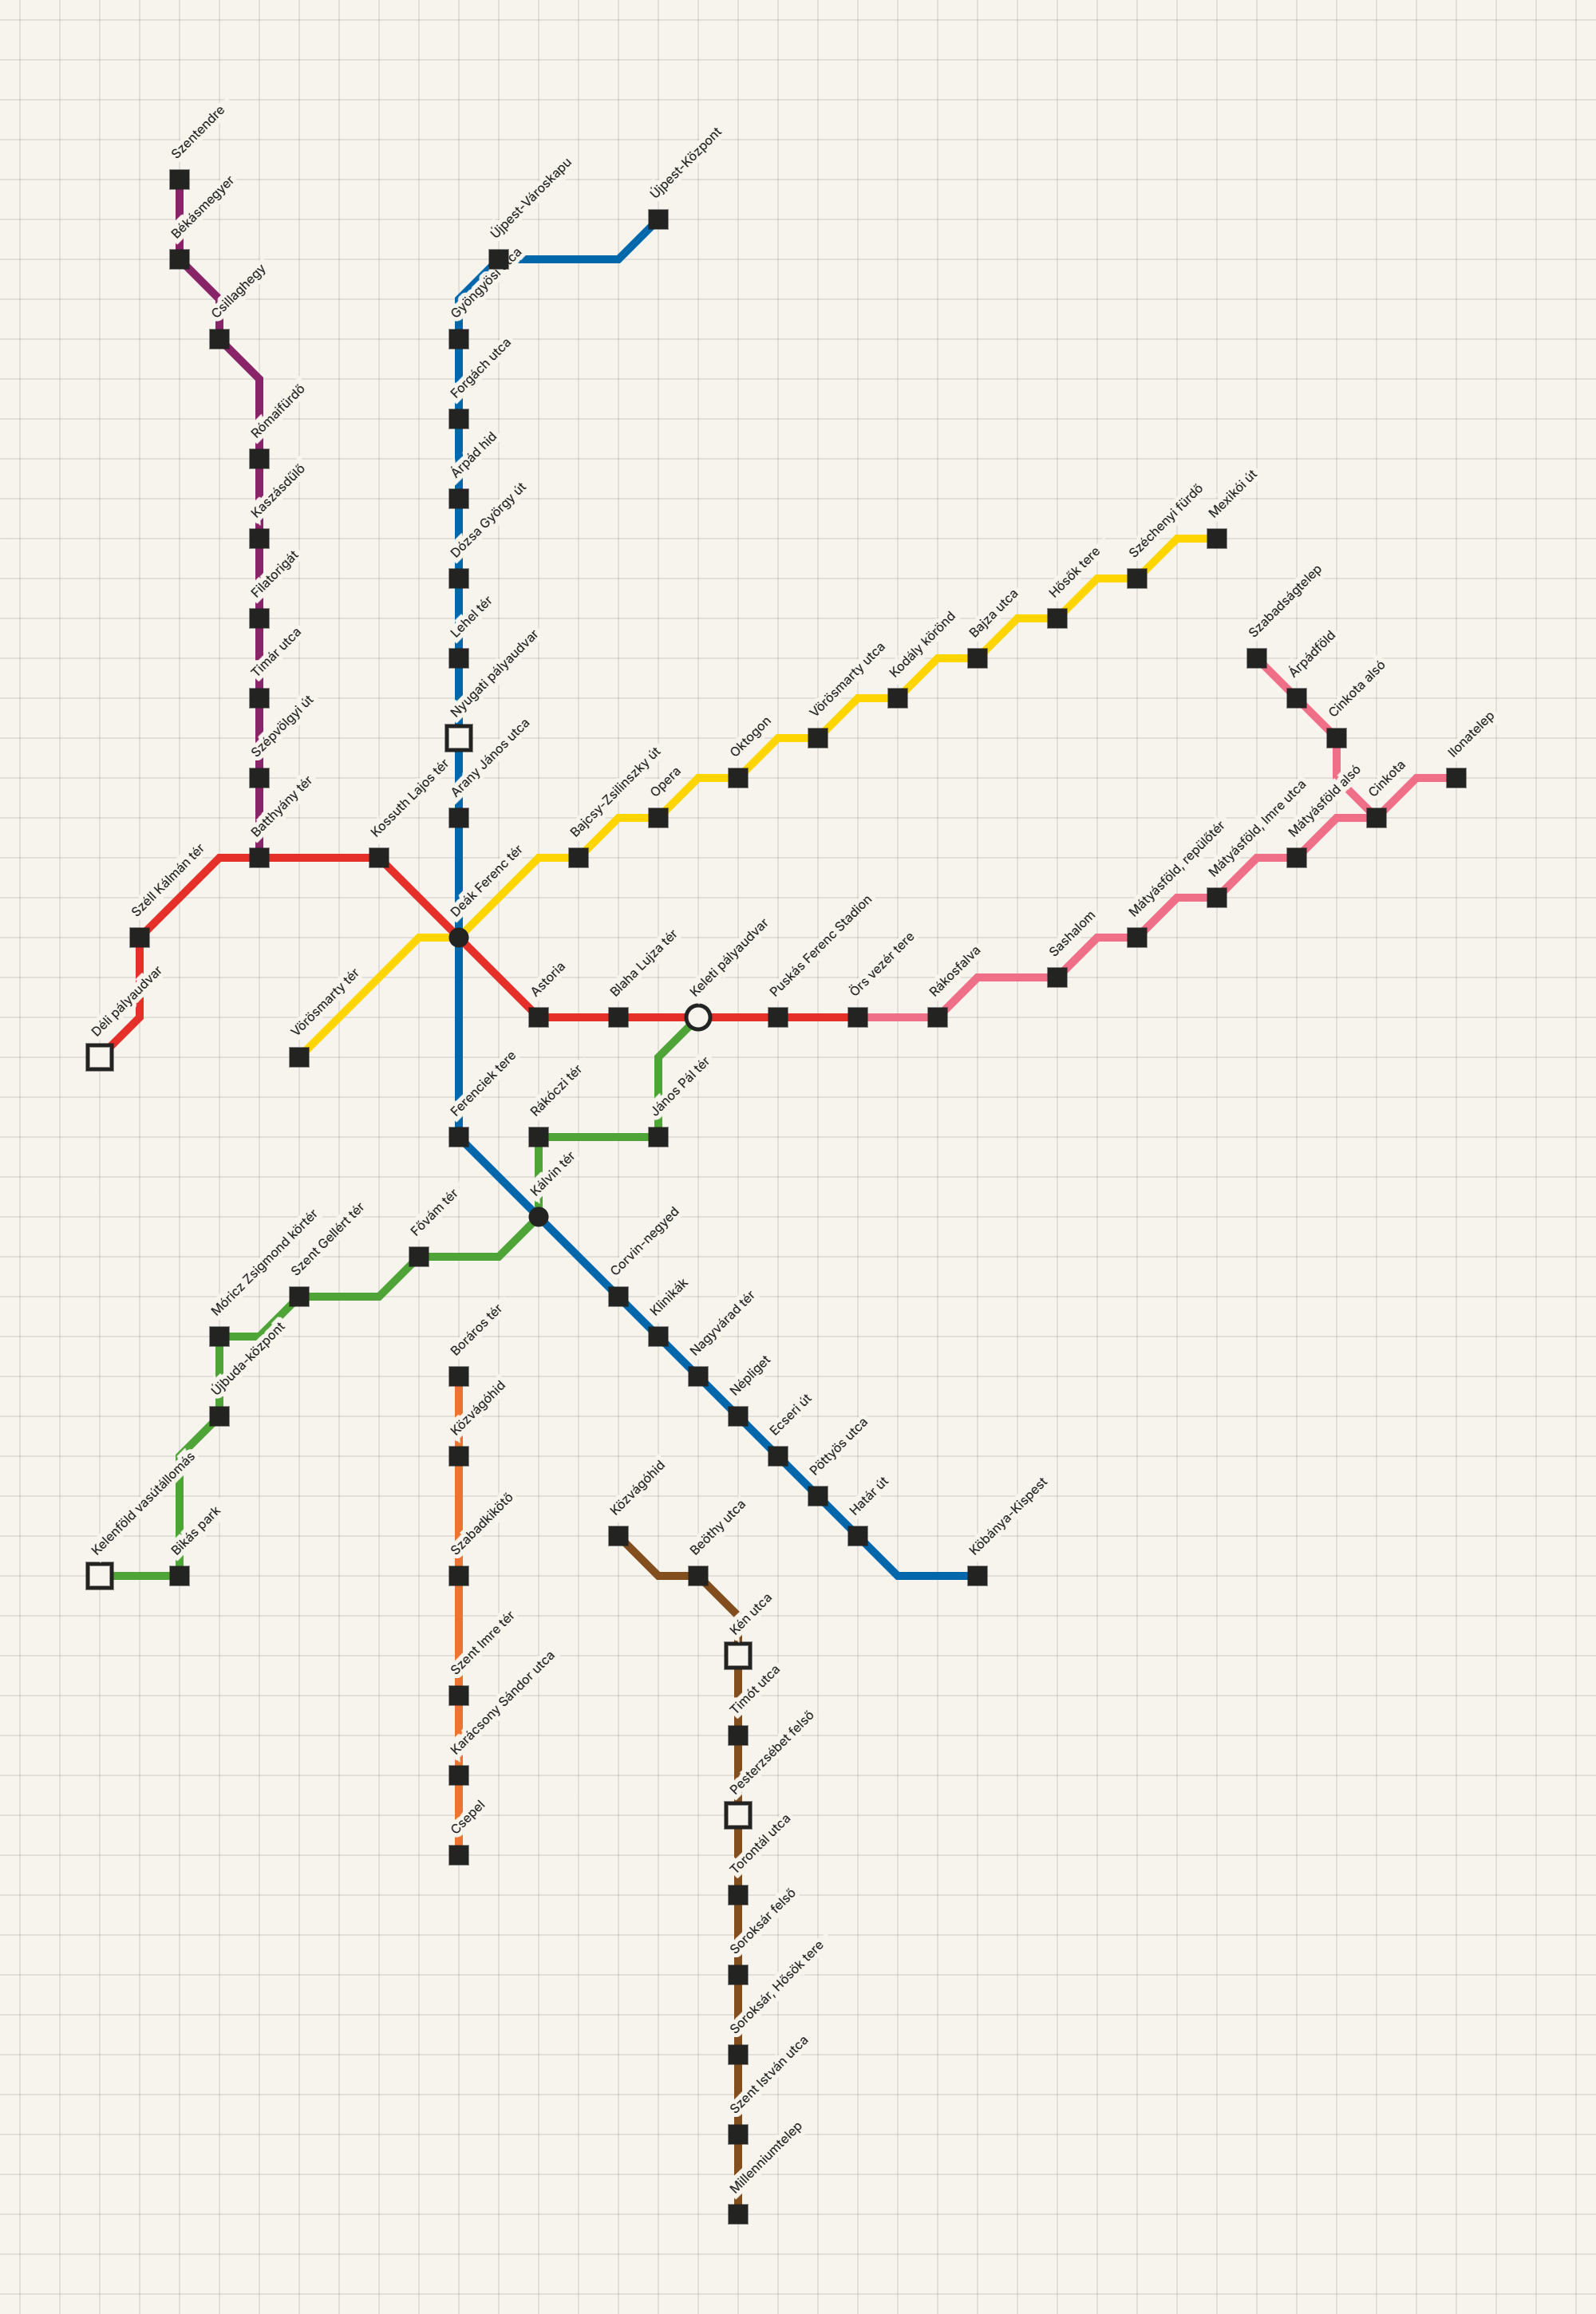 Szentendre
Békásmegyer
Csillaghegy
Rómaifürdő
Kaszásdűlő
Filatorigát
Timár utca
Szépvölgyi út
Batthyány tér
Újpest-Központ
Újpest-Városkapu
Gyöngyösi utca
Forgách utca
Árpád híd
Dózsa György út
Lehel tér
Nyugati pályaudvar
Arany János utca
Deák Ferenc tér
Ferenciek tere
Kálvin tér
Corvin-negyed
Klinikák
Nagyvárad tér
Népliget
Ecseri út
Pöttyös utca
Határ út
Köbánya-Kispest
Mexikói út
Széchenyi fürdő
Hősök tere
Bajza utca
Kodály körönd
Vörösmarty utca
Oktogon
Opera
Bajcsy-Zsilinszky út
Vörösmarty tér
Kossuth Lajos tér
Széll Kálmán tér
Déli pályaudvar
Astoria
Blaha Lujza tér
Keleti pályaudvar
Puskás Ferenc Stadion
Örs vezér tere
Rákosfalva
Sashalom
Mátyásföld, repülőtér
Mátyásföld, Imre utca
Mátyásföld alsó
Cinkota
Ilonatelep
Cinkota alsó
Árpádföld
Szabadságtelep
János Pál tér
Rákóczi tér
Fővám tér
Szent Gellért tér
Móricz Zsigmond körtér
Újbuda-központ
Bikás park
Kelenföld vasútállomás
Boráros tér
Közvágóhid
Szabadkikötő
Szent Imre tér
Karácsony Sándor utca
Csepel
Közvágóhid
Beöthy utca
Kén utca
Timót utca
Pesterzsébet felső
Torontál utca
Soroksár felső
Soroksár, Hősök tere
Szent István utca
Millenniumtelep